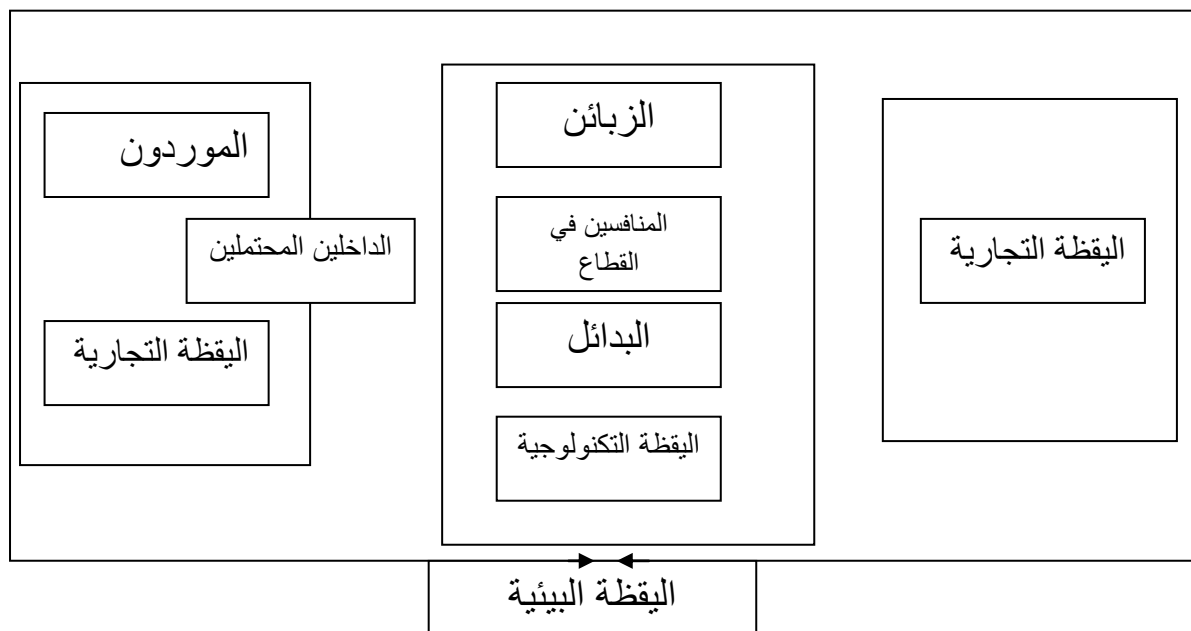 الزبائن
الموردون
المنافسين في
القطاع
الداخلين المحتملين
اليقظة التجارية
البدائل
اليقظة التجارية
اليقظة التكنولوجية
اليقظة البيئية